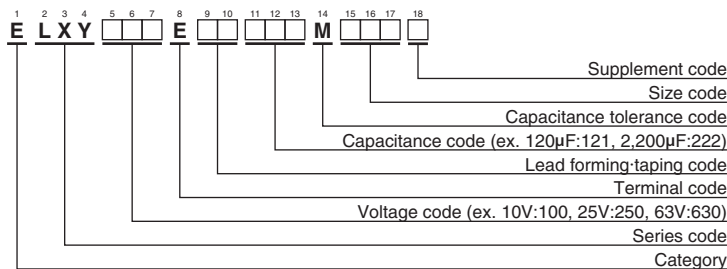 1 2 3 4 5 6 7 8 9 10 11 12 13 14 15 16 17 18
E L X Y E M
Supplement code
Size code
Capacitance tolerance code
Capacitance code (ex. 120µF:121, 2,200µF:222)
Lead forming·taping code
Terminal code
Voltage code (ex. 10V:100, 25V:250, 63V:630)
Series code
Category